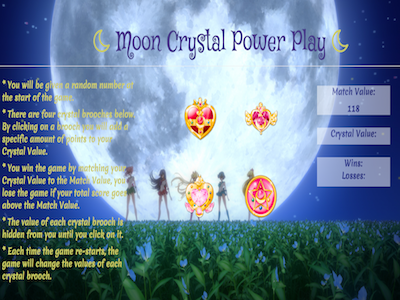 Moon Crystal Power Play
* You will be given a random number at
the start of the game.
* There are four crystal brooches below.
By clicking on a brooch you will add a
specific amount of points to your
Crystal Value.
* You win the game by matching your
Crystal Value to the Match Value, you
lose the game if your total score goes
above the Match Value.
* The value of each crystal brooch is
hidden from you until you click on it.
* Each time the game re-starts, the
game will change the values of each
crystal brooch.
Match Value:
118
Crystal Value:
Wins:
Losses: